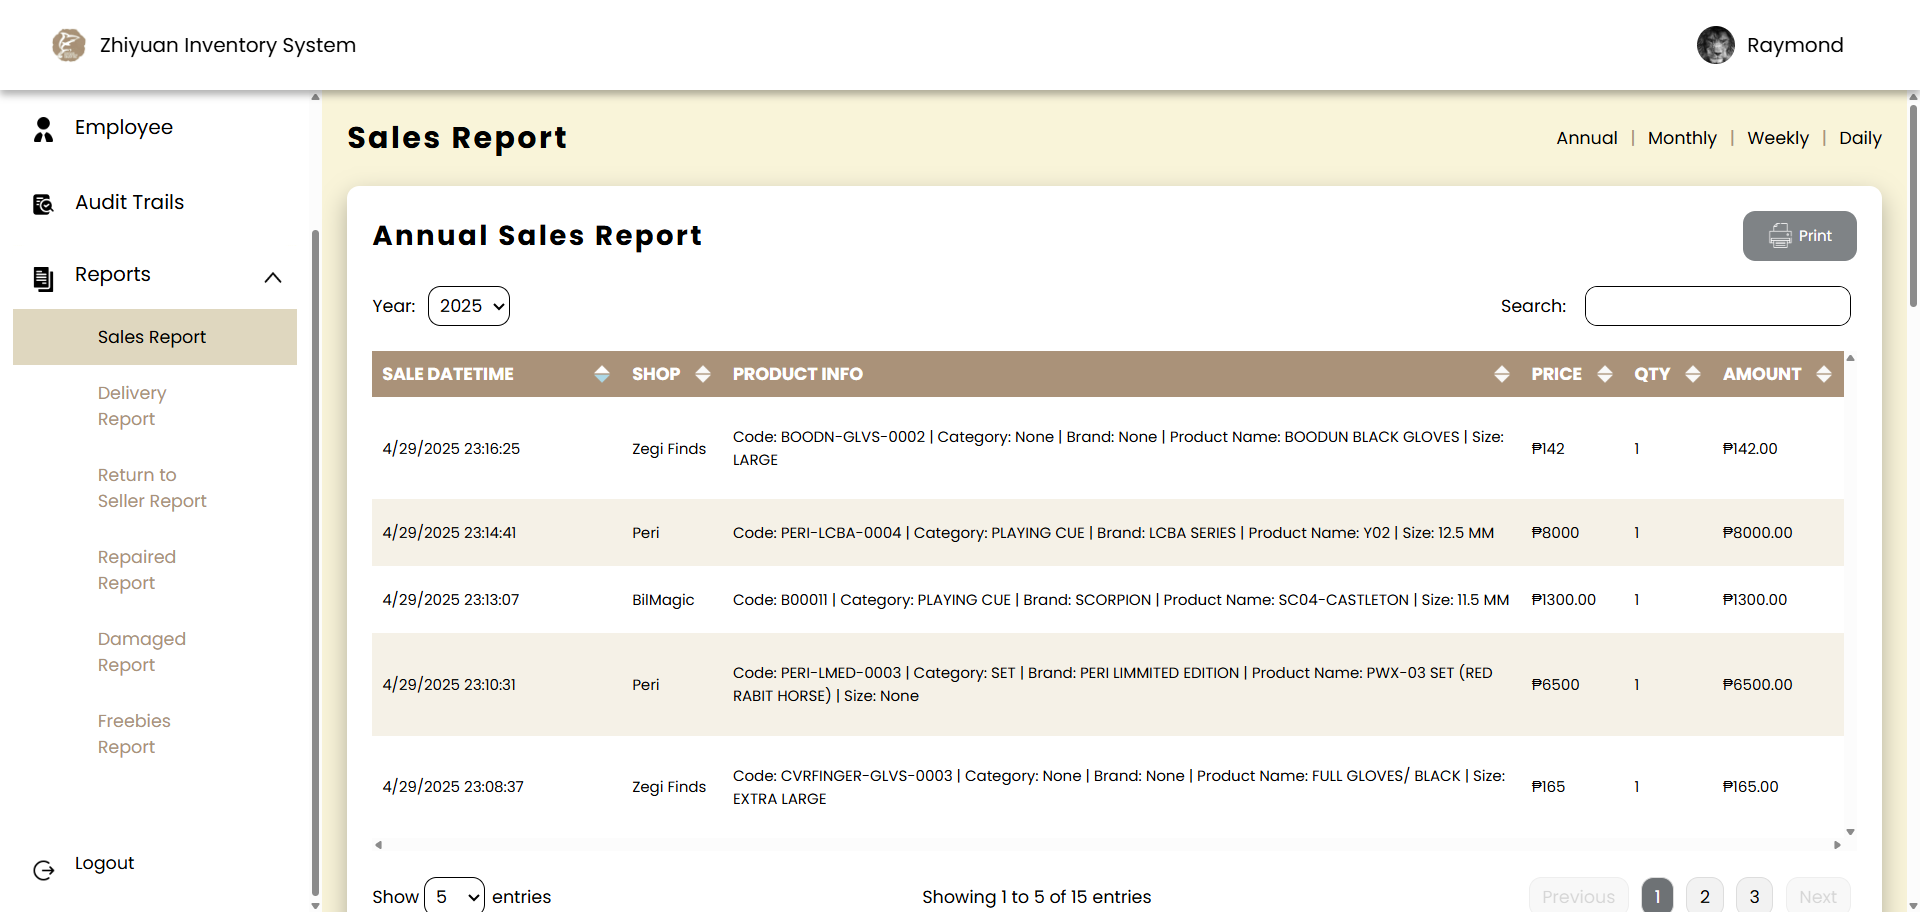 Zhiyuan Inventory System
Raymond
Employee
Audit Trails
Reports
Sales Report
Delivery
Report
Return to
Seller Report
Repaired
Report
Damaged
Report
Freebies
Report
Logout
Sales Report
Annual | Monthly | Weekly | Daily
Annual Sales Report
Print
Year: 2025
Search:
SALE DATETIME SHOP PRODUCT INFO PRICE QTY AMOUNT
4/29/2025 23:16:25 Zegi Finds Code: BOODN-GLVS-0002 | Category: None | Brand: None | Product Name: BOODUN BLACK GLOVES | Size:
LARGE ₱142 1 ₱142.00
4/29/2025 23:14:41 Peri Code: PERI-LCBA-0004 | Category: PLAYING CUE | Brand: LCBA SERIES | Product Name: Y02 | Size: 12.5 MM ₱8000 1 ₱8000.00
4/29/2025 23:13:07 BilMagic Code: B00011 | Category: PLAYING CUE | Brand: SCORPION | Product Name: SC04-CASTLETON | Size: 11.5 MM ₱1300.00 1 ₱1300.00
4/29/2025 23:10:31 Peri Code: PERI-LMED-0003 | Category: SET | Brand: PERI LIMMITED EDITION | Product Name: PWX-03 SET (RED
RABIT HORSE) | Size: None ₱6500 1 ₱6500.00
4/29/2025 23:08:37 Zegi Finds Code: CVRFINGER-GLVS-0003 | Category: None | Brand: None | Product Name: FULL GLOVES/ BLACK | Size:
EXTRA LARGE ₱165 1 ₱165.00
Show 5 entries
Showing 1 to 5 of 15 entries
Previous 1 2 3 Next